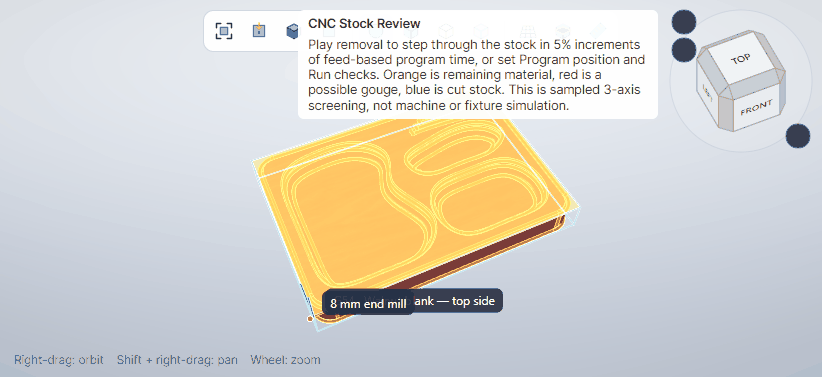 CNC Stock Review
Play removal to step through the stock in 5% increments
of feed-based program time, or set Program position and
Run checks. Orange is remaining material, red is a
possible gouge, blue is cut stock. This is sampled 3-axis
screening, not machine or fixture simulation.
TOP
FRONT
8 mm end mill
ank — top side
Right-drag: orbit Shift + right-drag: pan Wheel: zoom